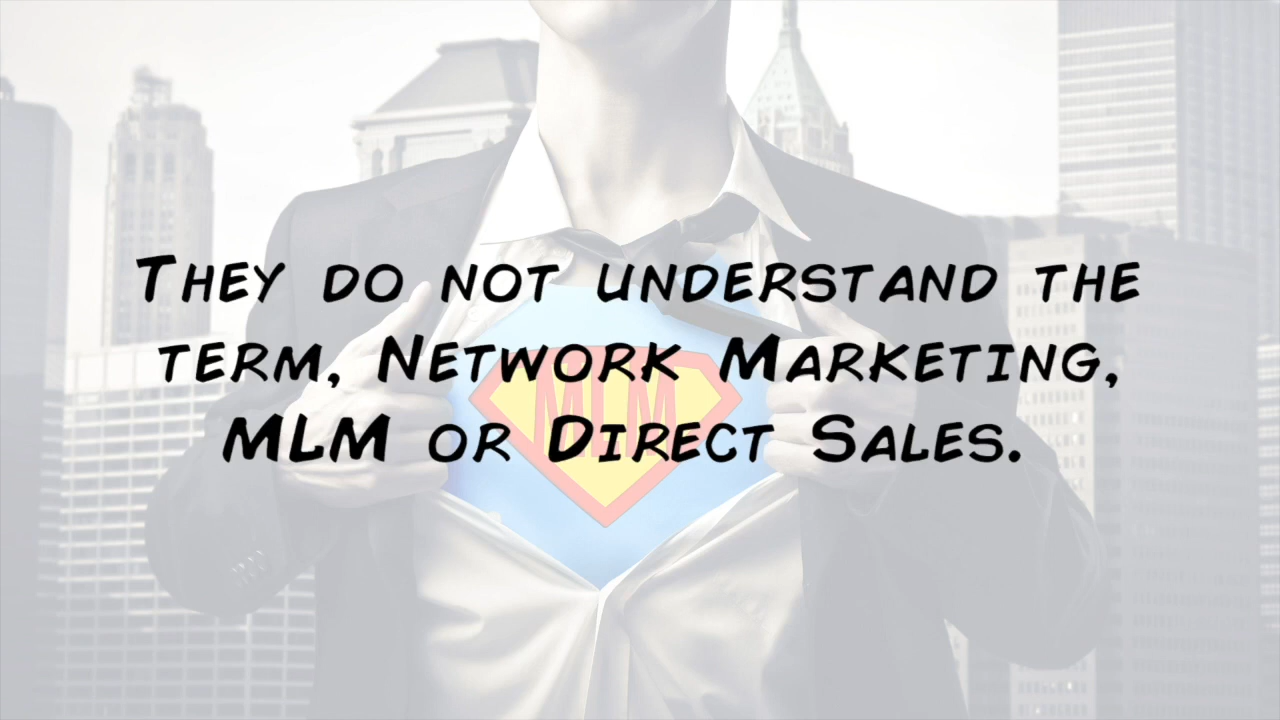 They do not understand the
term, Network Marketing,
MLM or Direct Sales.
MLM